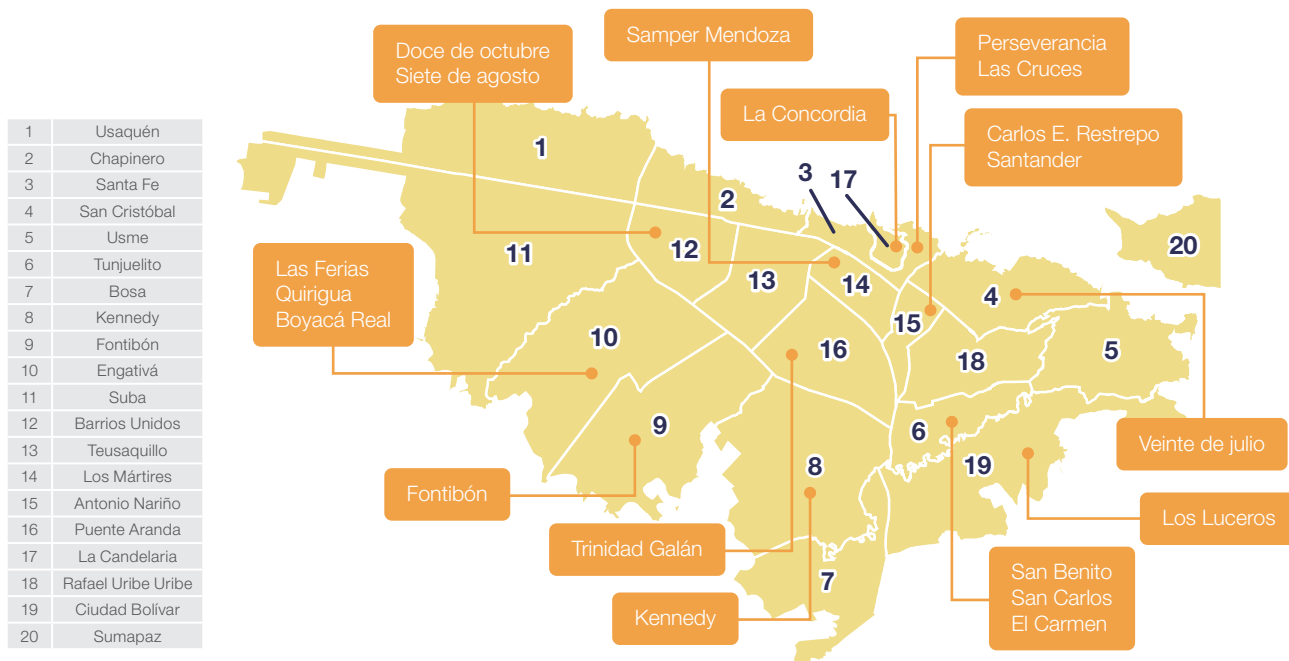 1 Usaquén
2 Chapinero
3 Santa Fe
4 San Cristóbal
5 Usme
6 Tunjuelito
7 Bosa
8 Kennedy
9 Fontibón
10 Engativá
11 Suba
12 Barrios Unidos
13 Teusaquillo
14 Los Mártires
15 Antonio Nariño
16 Puente Aranda
17 La Candelaria
18 Rafael Uribe Uribe
19 Ciudad Bolívar
20 Sumapaz
Doce de octubre
Siete de agosto
Samper Mendoza
Perseverancia
Las Cruces
La Concordia
Carlos E. Restrepo
Santander
Las Ferias
Quirigua
Boyacá Real
Fontibón
Trinidad Galán
Kennedy
San Benito
San Carlos
El Carmen
Los Luceros
Veinte de julio
1
2
3
17
20
11
12
13
14
4
15
10
16
18
5
9
6
8
19
7